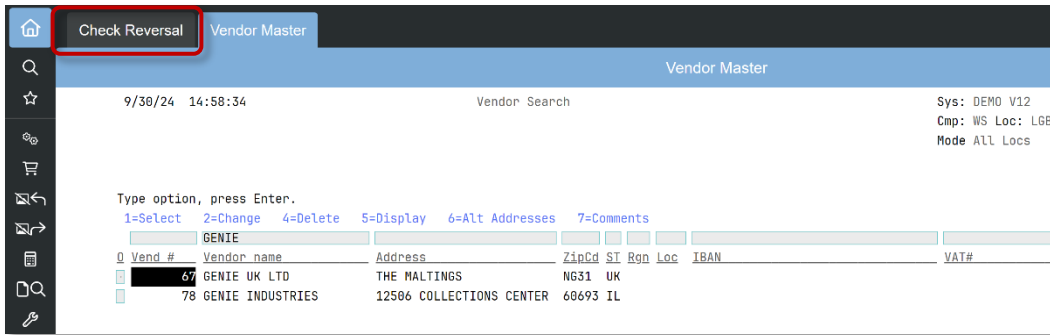 Check Reversal Vendor Master
Vendor Master
9/30/24 14:58:34 Vendor Search Sys: DEMO V12
Cmp: WS Loc: LGB
Mode All Locs
Type option, press Enter.
1=Select 2=Change 4=Delete 5=Display 6=Alt Addresses 7=Comments
GENIE
O Vend # Vendor name Address ZipCd ST Rgn Loc IBAN VAT#
67 GENIE UK LTD THE MALTINGS NG31 UK
78 GENIE INDUSTRIES 12506 COLLECTIONS CENTER 60693 IL